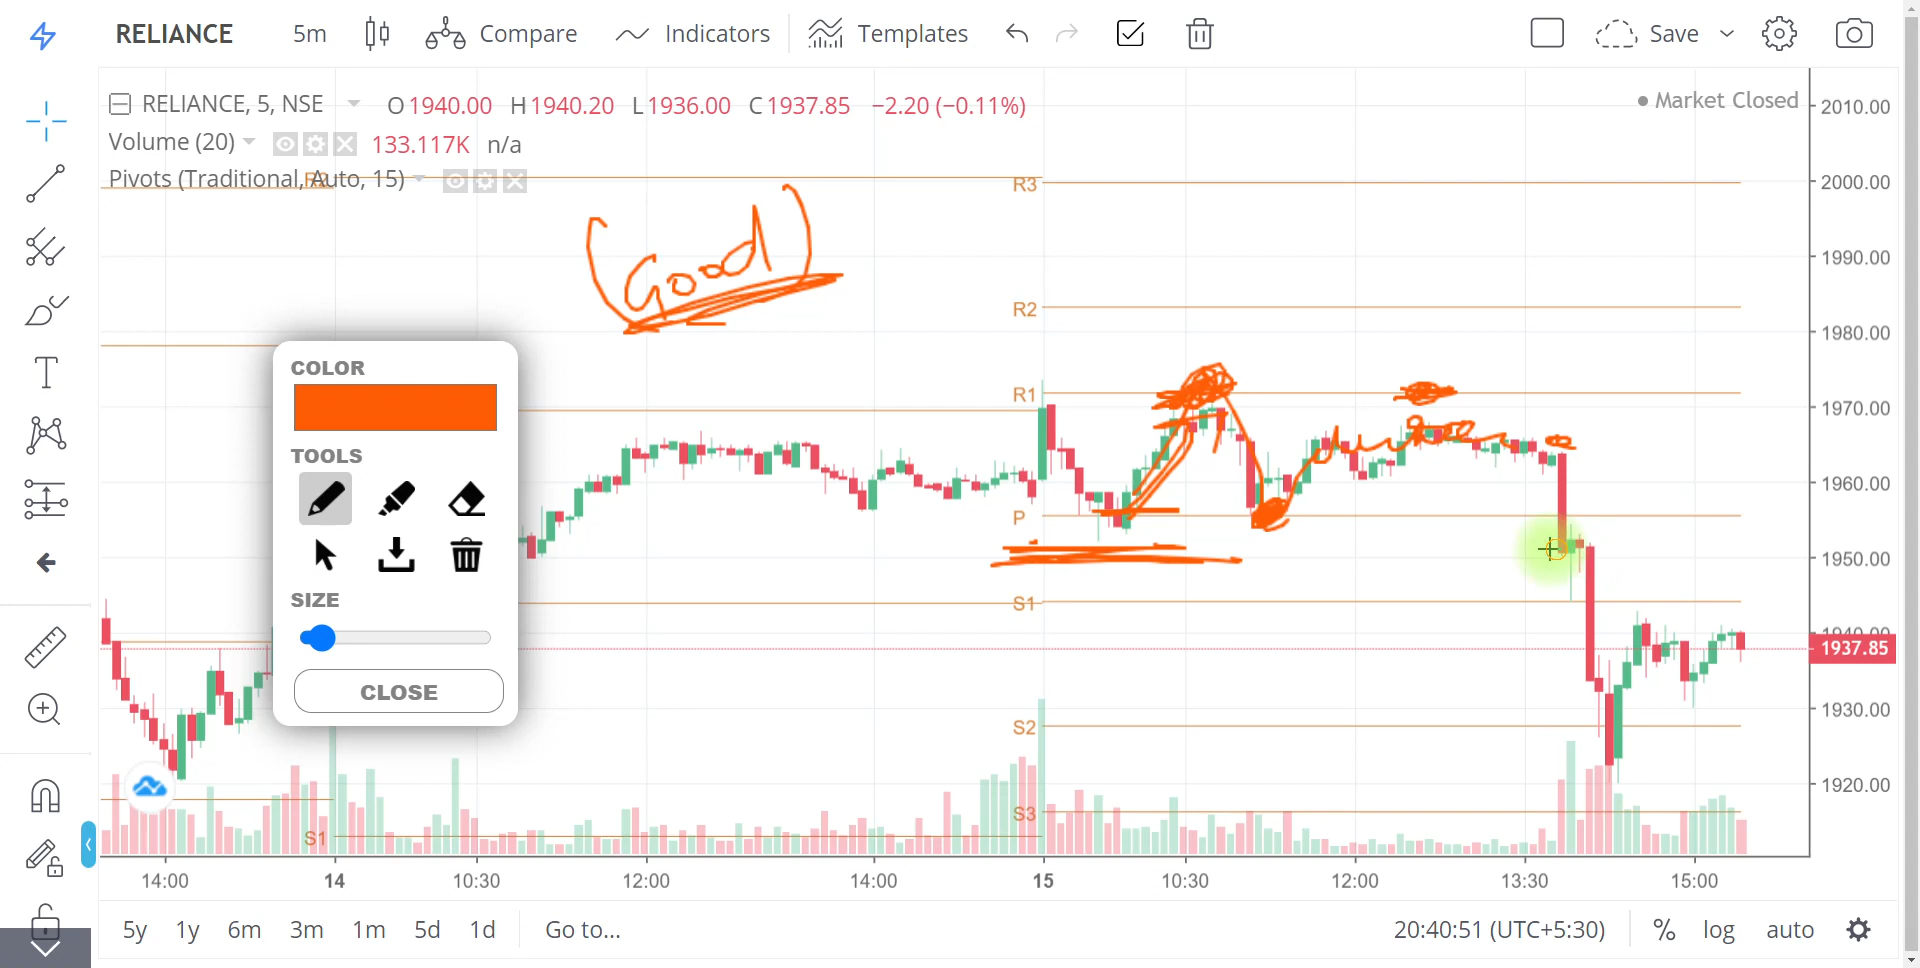 RELIANCE 5m Compare Indicators Templates Save
RELIANCE, 5, NSE O1940.00 H1940.20 L1936.00 C1937.85 −2.20 (−0.11%)
Market Closed
Volume (20) 133.117K n/a
Pivots (Traditional, Auto, 15)
(Good)
COLOR
TOOLS
SIZE
CLOSE
R3
R2
R1
P
S1
S2
S3
S1
2010.00
2000.00
1990.00
1980.00
1970.00
1960.00
1950.00
1940.00
1937.85
1930.00
1920.00
14:00 14 10:30 12:00 14:00 15 10:30 12:00 13:30 15:00
5y 1y 6m 3m 1m 5d 1d Go to... 20:40:51 (UTC+5:30) % log auto